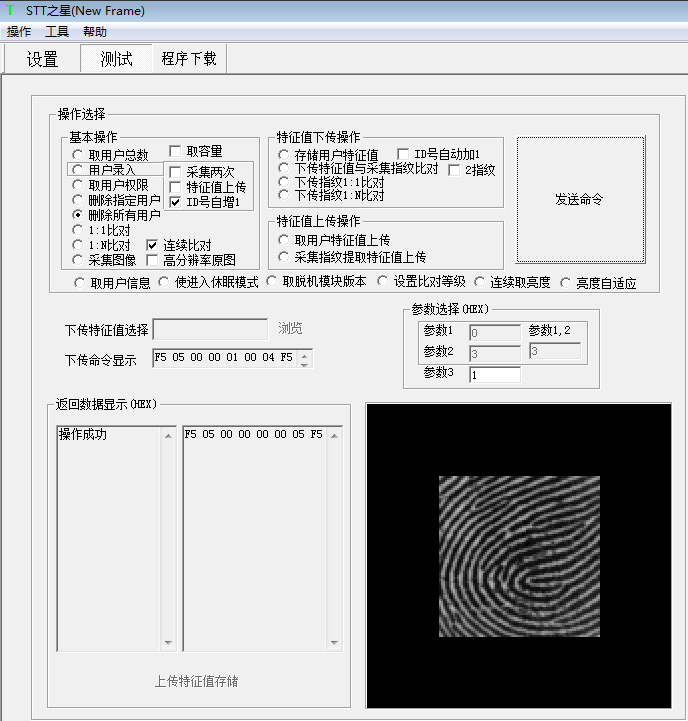 T STT之星(New Frame)
操作 工具 帮助
设置 测试 程序下载
操作选择
基本操作
取用户总数 取容量
用户录入 采集两次
取用户权限 特征值上传
删除指定用户 ID号自增1
删除所有用户
1:1比对
1:N比对 连续比对
采集图像 高分辨率原图
特征值下传操作
存储用户特征值 ID号自动加1
下传特征值与采集指纹比对 2指纹
下传指纹1:1比对
下传指纹1:N比对
特征值上传操作
取用户特征值上传
采集指纹提取特征值上传
发送命令
取用户信息 使进入休眠模式 取脱机模块版本 设置比对等级 连续取亮度 亮度自适应
下传特征值选择 浏览
下传命令显示 F5 05 00 00 01 00 04 F5
参数选择(HEX)
参数1 0 参数1,2
参数2 3 3
参数3 1
返回数据显示(HEX)
操作成功 F5 05 00 00 00 00 05 F5
上传特征值存储